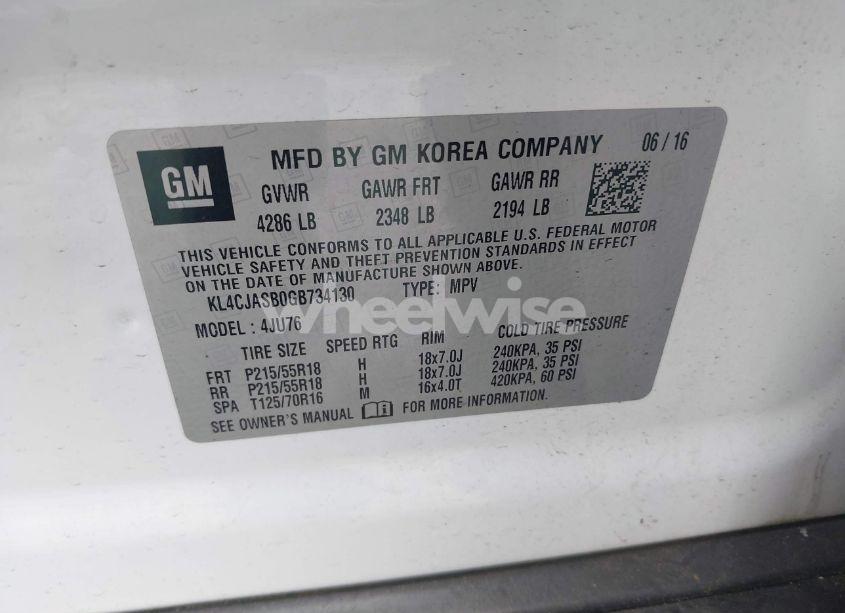 GM
MFD BY GM KOREA COMPANY 06 / 16
GVWR GAWR FRT GAWR RR
4286 LB 2348 LB 2194 LB
THIS VEHICLE CONFORMS TO ALL APPLICABLE U.S. FEDERAL MOTOR
VEHICLE SAFETY AND THEFT PREVENTION STANDARDS IN EFFECT
ON THE DATE OF MANUFACTURE SHOWN ABOVE.
KL4CJASB0GB734130 TYPE: MPV
wheelwise
MODEL : 4JU76
TIRE SIZE SPEED RTG RIM COLD TIRE PRESSURE
FRT P215/55R18 H 18x7.0J 240KPA, 35 PSI
RR P215/55R18 H 18x7.0J 240KPA, 35 PSI
SPA T125/70R16 M 16x4.0T 420KPA, 60 PSI
SEE OWNER'S MANUAL FOR MORE INFORMATION.